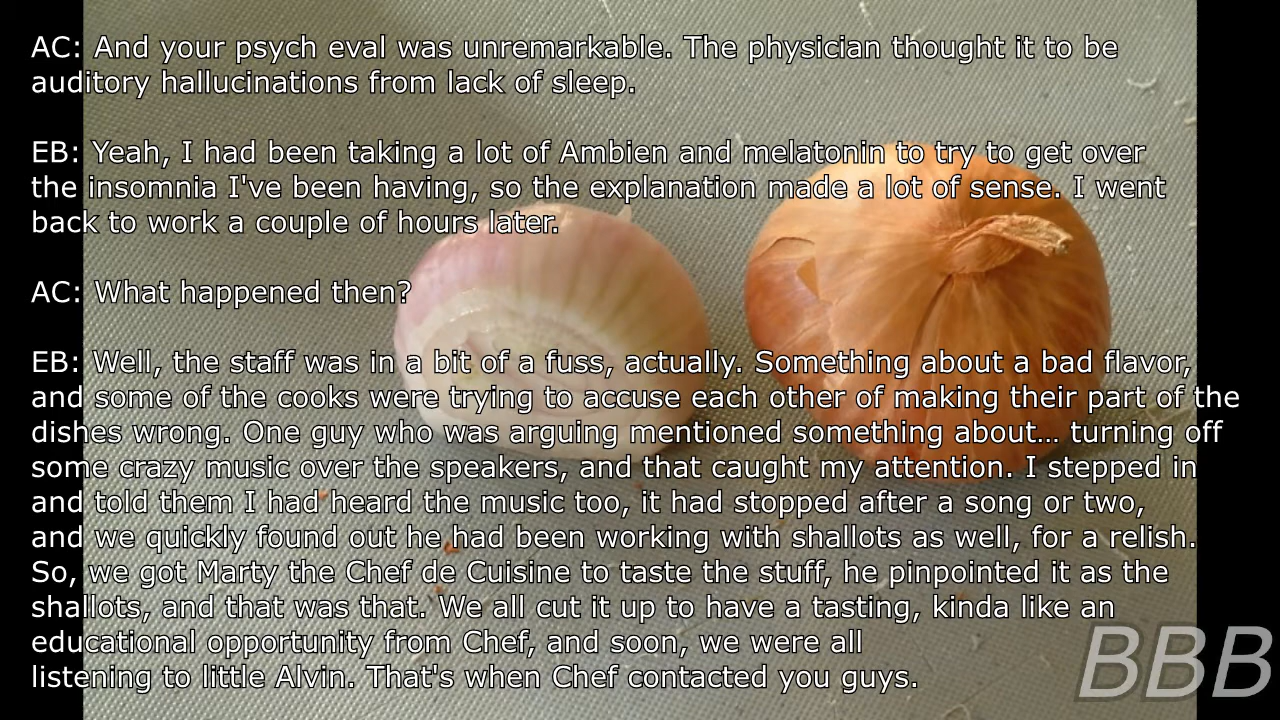 AC: And your psych eval was unremarkable. The physician thought it to be
auditory hallucinations from lack of sleep.
EB: Yeah, I had been taking a lot of Ambien and melatonin to try to get over
the insomnia I've been having, so the explanation made a lot of sense. I went
back to work a couple of hours later.
AC: What happened then?
EB: Well, the staff was in a bit of a fuss, actually. Something about a bad flavor,
and some of the cooks were trying to accuse each other of making their part of the
dishes wrong. One guy who was arguing mentioned something about... turning off
some crazy music over the speakers, and that caught my attention. I stepped in
and told them I had heard the music too, it had stopped after a song or two,
and we quickly found out he had been working with shallots as well, for a relish.
So, we got Marty the Chef de Cuisine to taste the stuff, he pinpointed it as the
shallots, and that was that. We all cut it up to have a tasting, kinda like an
educational opportunity from Chef, and soon, we were all
listening to little Alvin. That's when Chef contacted you guys.
BBB